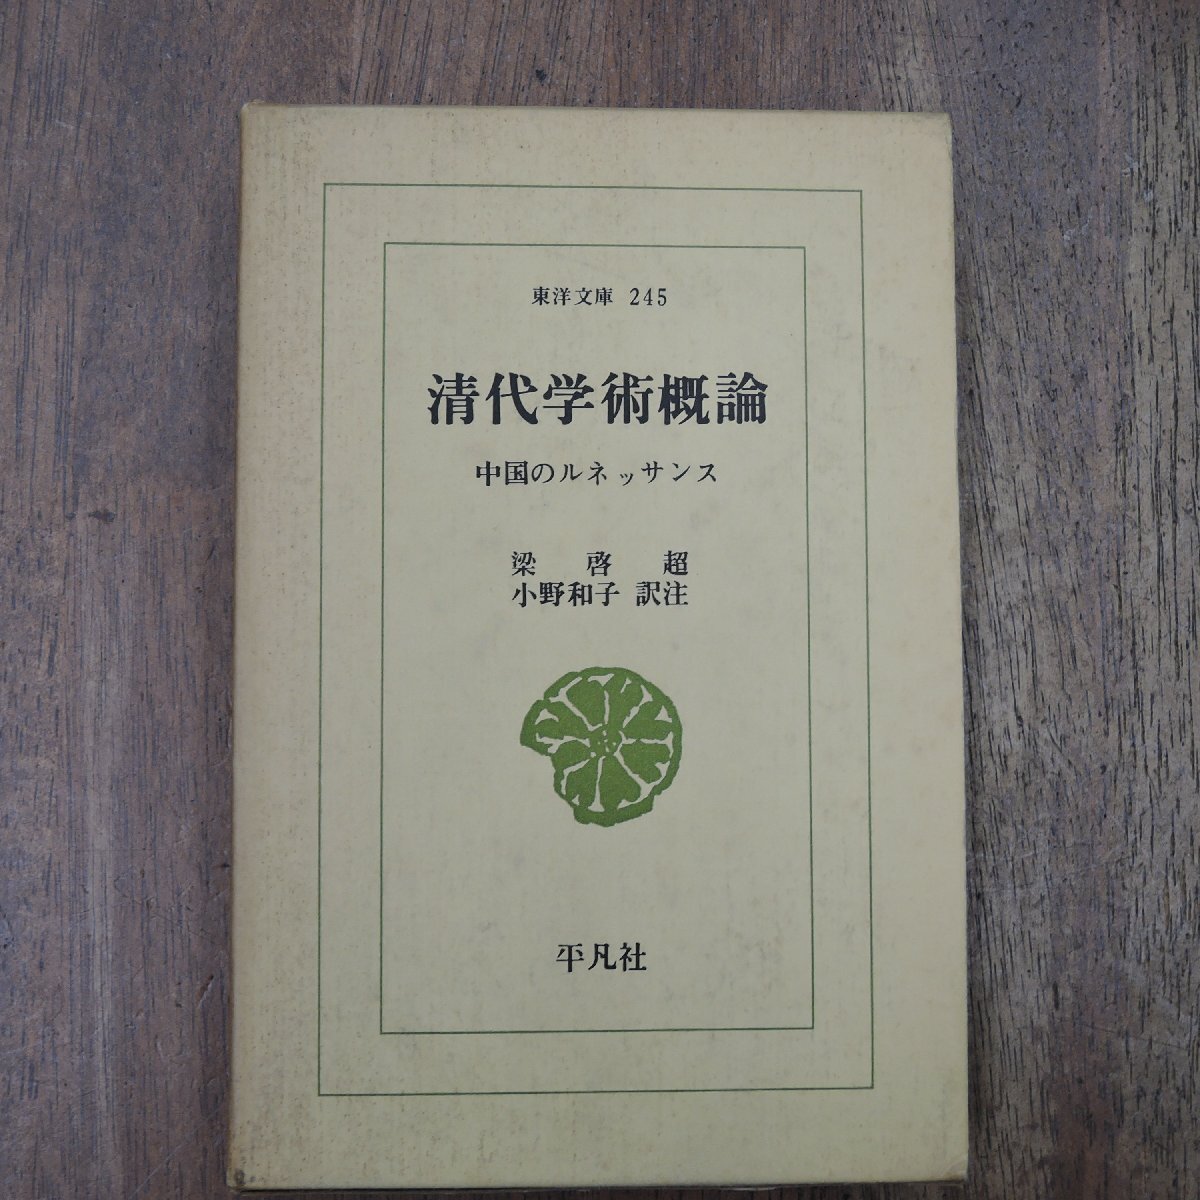 東洋文庫 245
清代学術概論
中国のルネッサンス
梁啓超
小野和子 訳注
平凡社